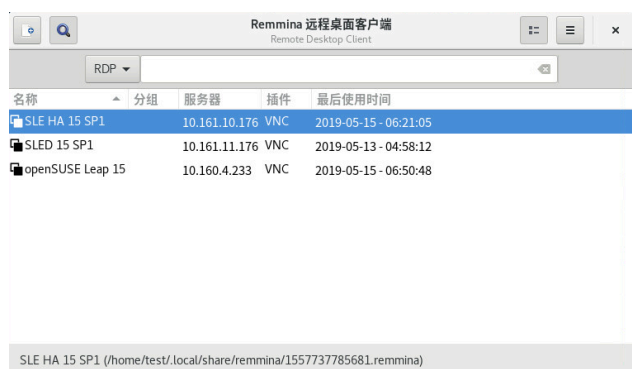 Remmina 远程桌面客户端
Remote Desktop Client
RDP
名称 分组 服务器 插件 最后使用时间
SLE HA 15 SP1 10.161.10.176 VNC 2019-05-15 - 06:21:05
SLED 15 SP1 10.161.11.176 VNC 2019-05-13 - 04:58:12
openSUSE Leap 15 10.160.4.233 VNC 2019-05-15 - 06:50:48
SLE HA 15 SP1 (/home/test/.local/share/remmina/1557737785681.remmina)